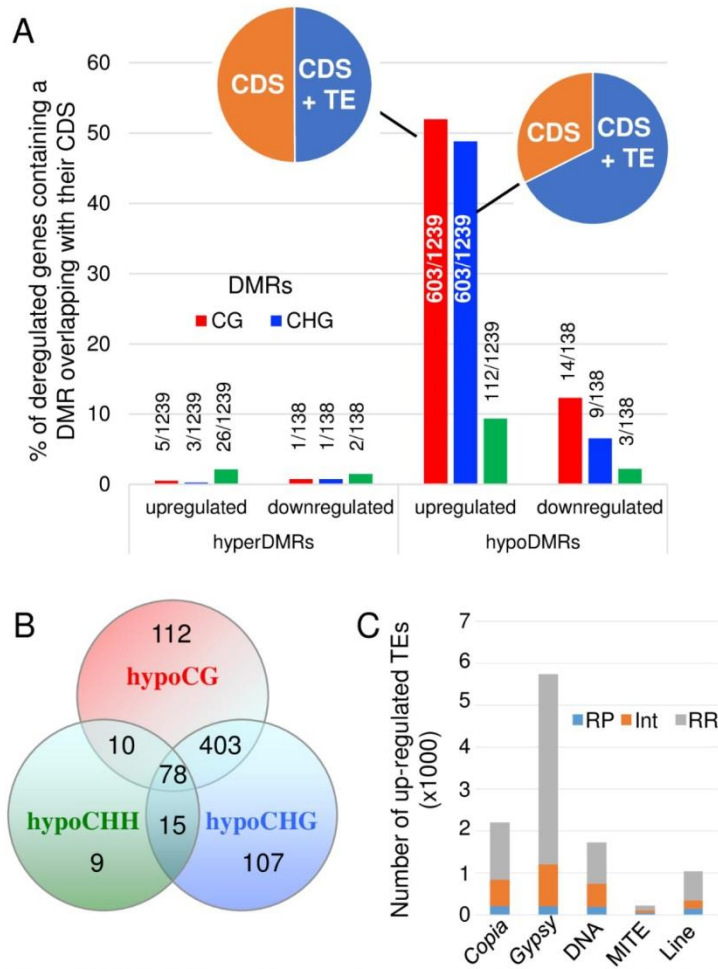 A
% of deregulated genes containing a
DMR overlapping with their CDS
60
50
40
30
20
10
0
CDS
CDS
+ TE
CDS
CDS
+ TE
DMRs
CG
CHG
5/1239
3/1239
26/1239
1/138
1/138
2/138
603/1239
603/1239
112/1239
14/138
9/138
3/138
upregulated
downregulated
upregulated
downregulated
hyperDMRs
hypoDMRs
B
112
hypoCG
10
403
78
hypoCHH
15
hypoCHG
9
107
C
Number of up-regulated TEs
(x1000)
7
6
5
4
3
2
1
0
RP
Int
RR
Copia
Gypsy
DNA
MITE
Line